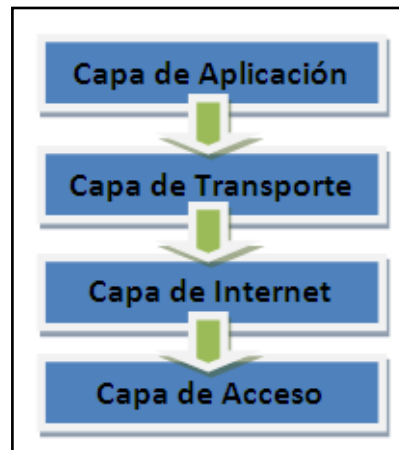 Capa de Aplicación
Capa de Transporte
Capa de Internet
Capa de Acceso